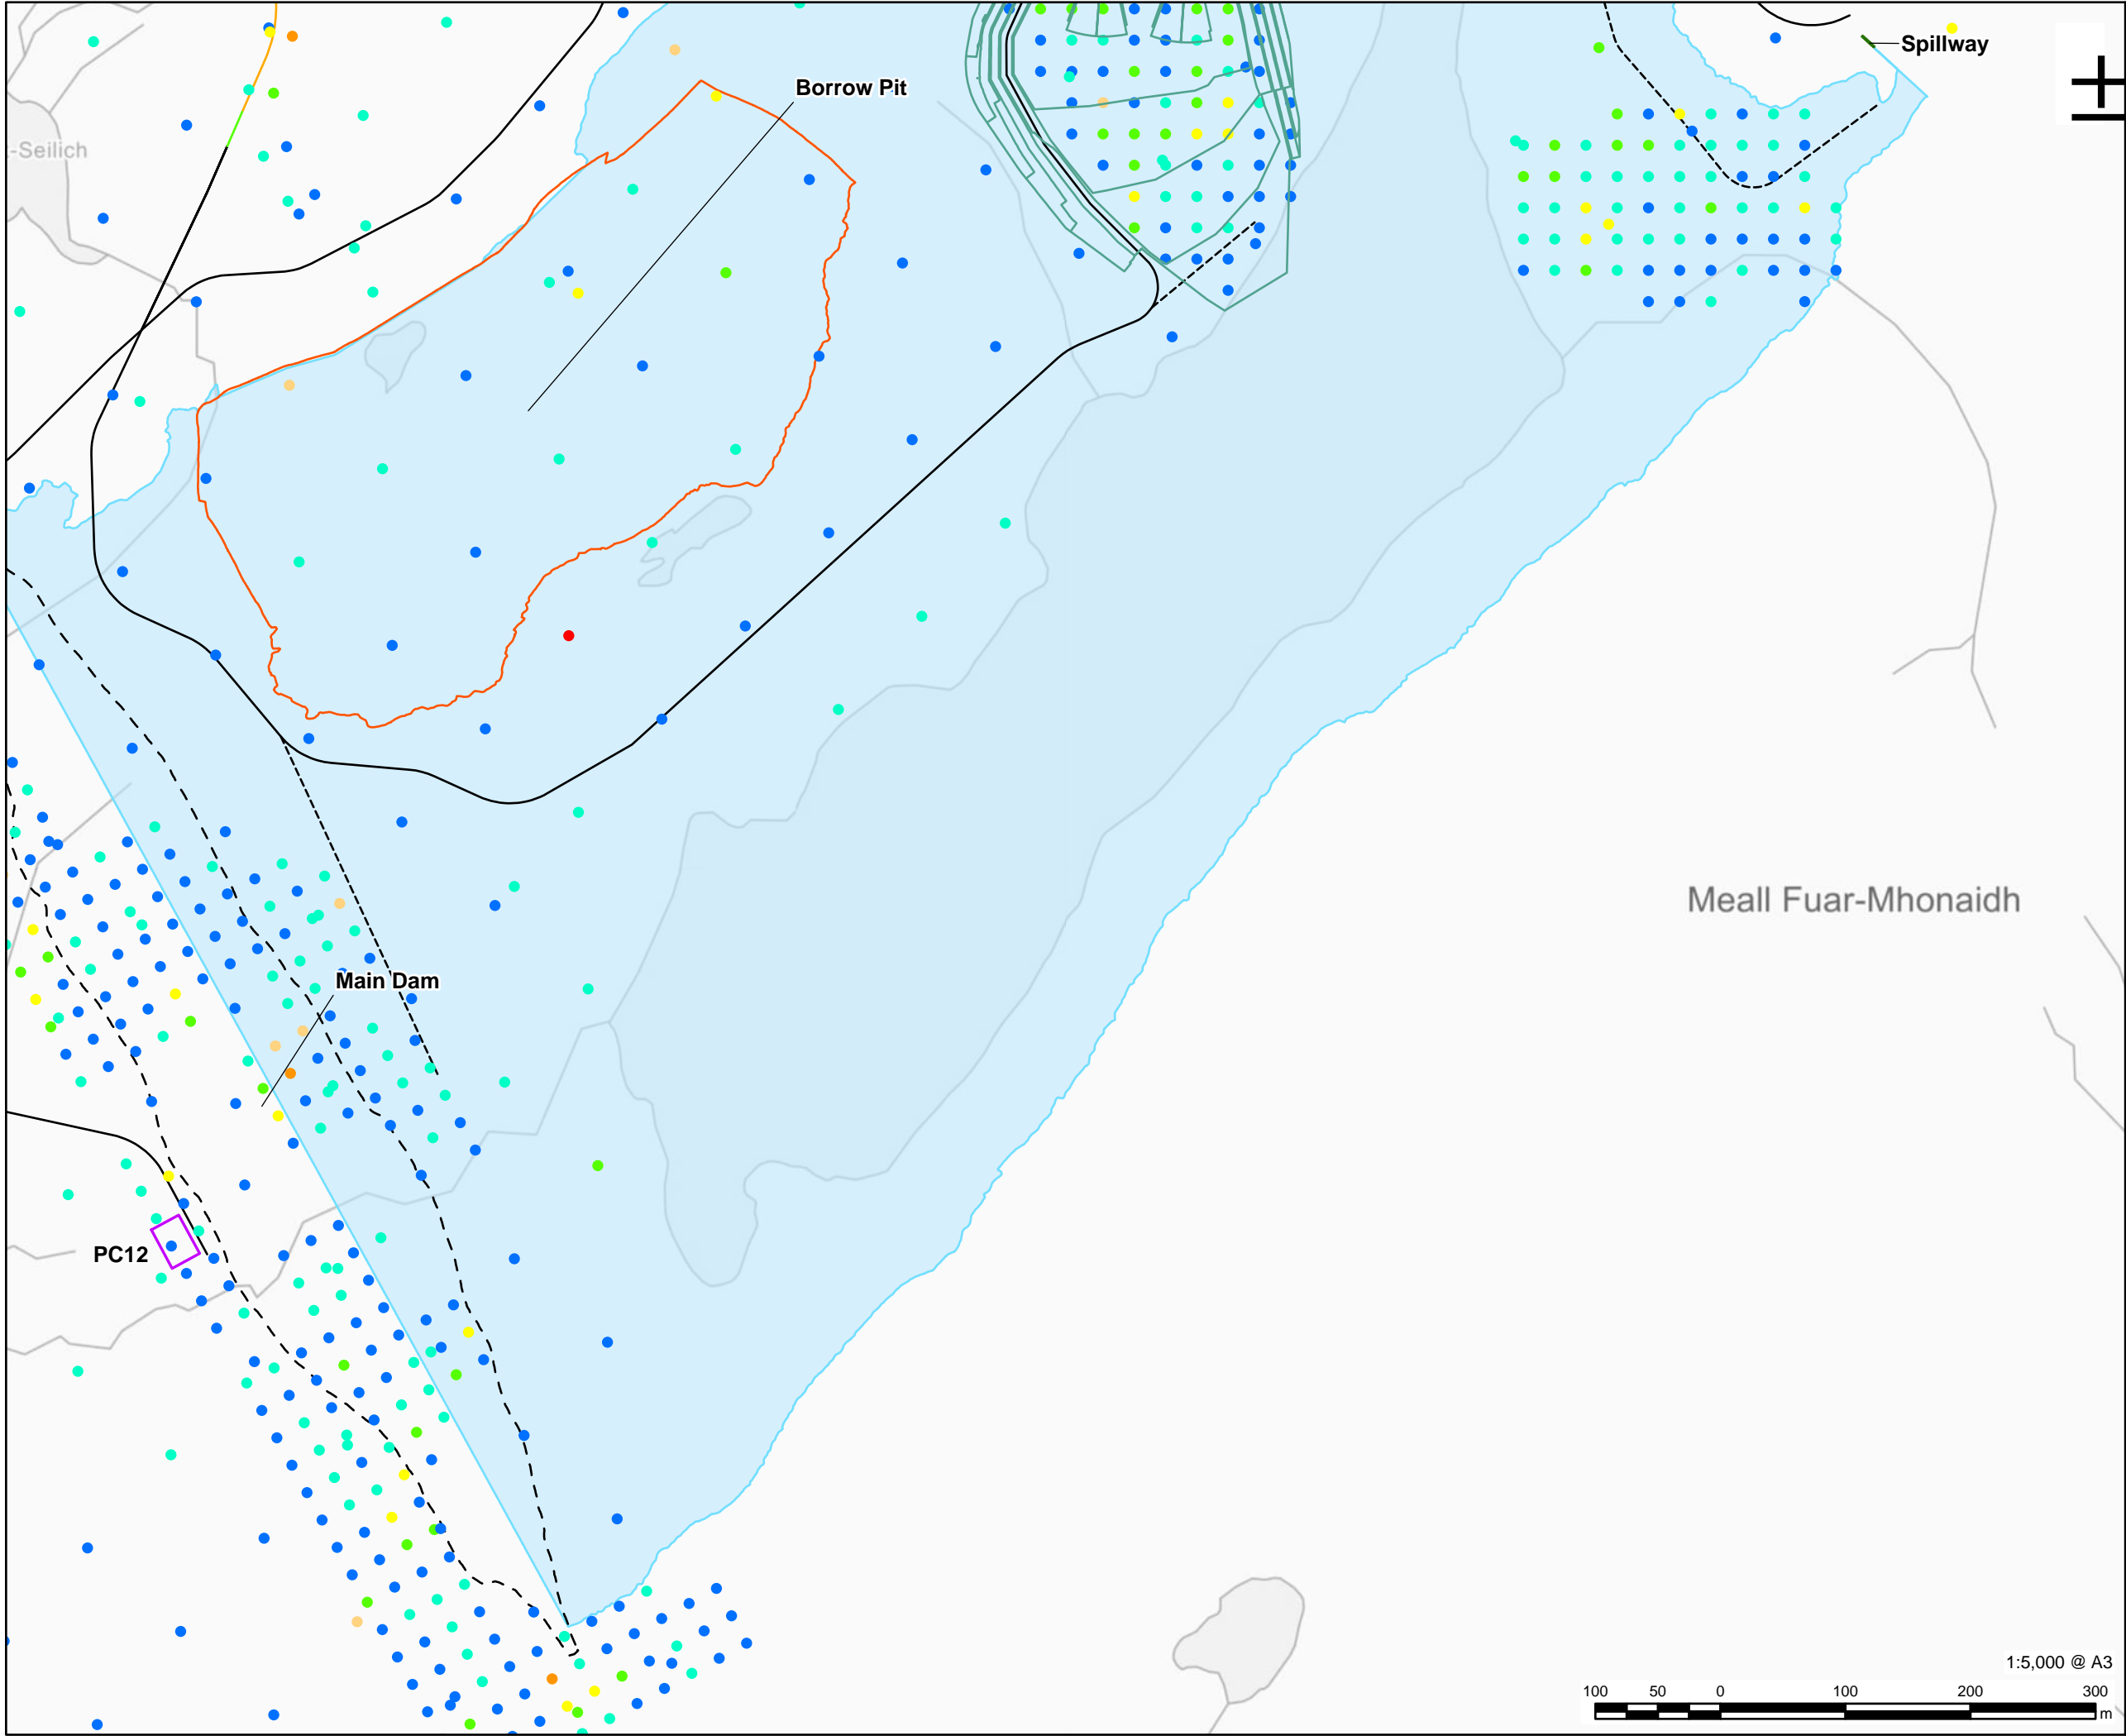 Spillway
Borrow Pit
-Seilich
Meall Fuar-Mhonaidh
Main Dam
PC12
1:5,000 @ A3
100 50 0 100 200 300
m